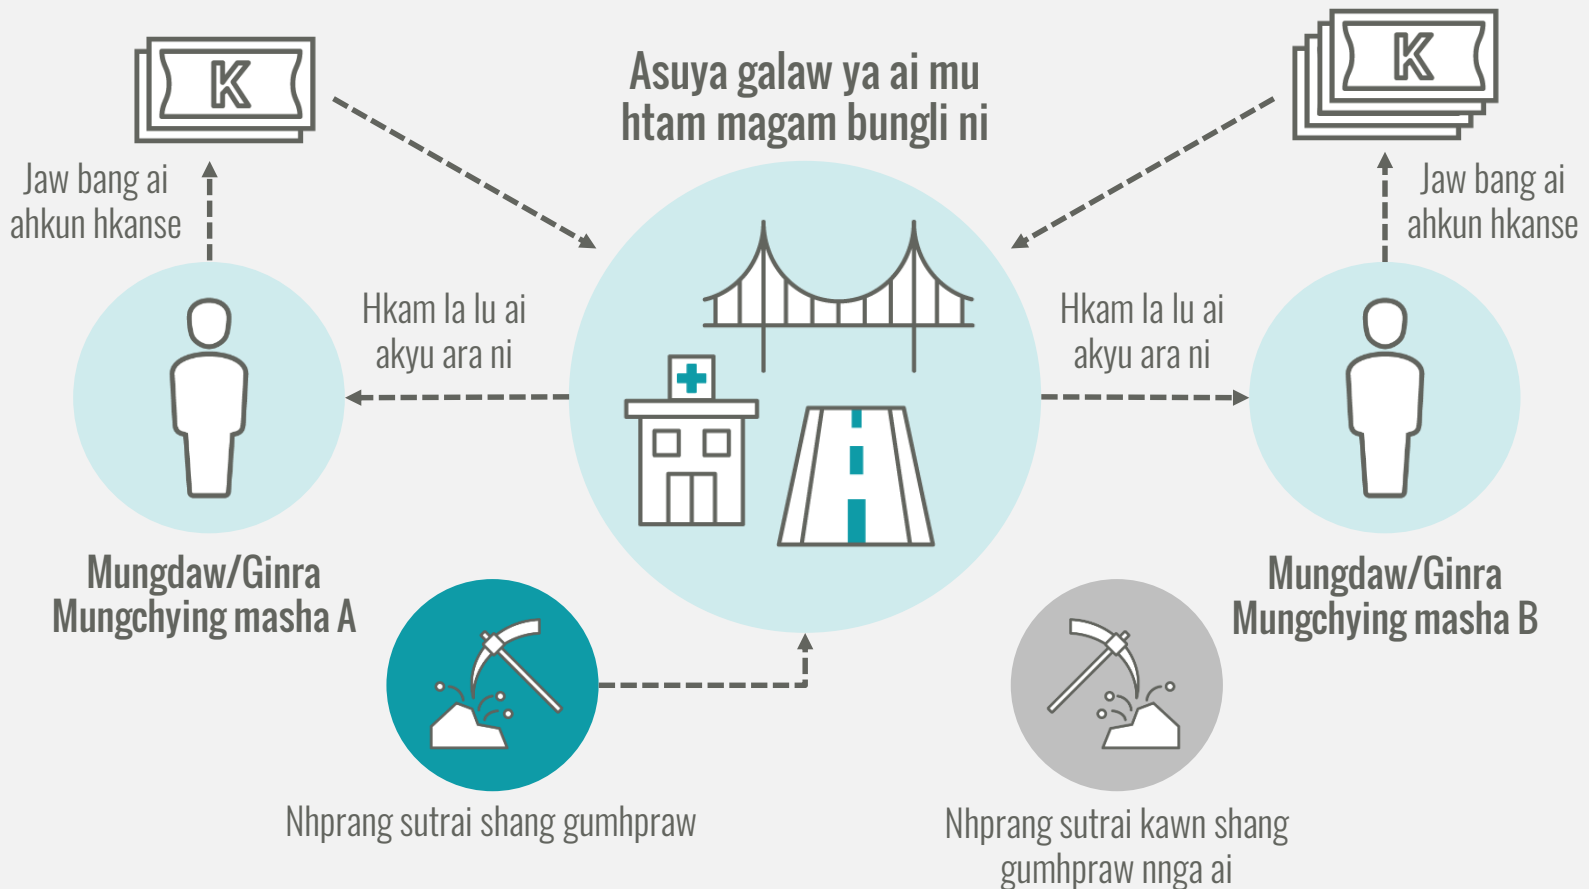 K
K
Asuya galaw ya ai mu
htam magam bungli ni
Jaw bang ai
ahkun hkanse
Jaw bang ai
ahkun hkanse
Hkam la lu ai
akyu ara ni
Hkam la lu ai
akyu ara ni
Mungdaw/Ginra
Mungchying masha A
Mungdaw/Ginra
Mungchying masha B
Nhprang sutrai shang gumhpraw
Nhprang sutrai kawn shang
gumhpraw nnga ai